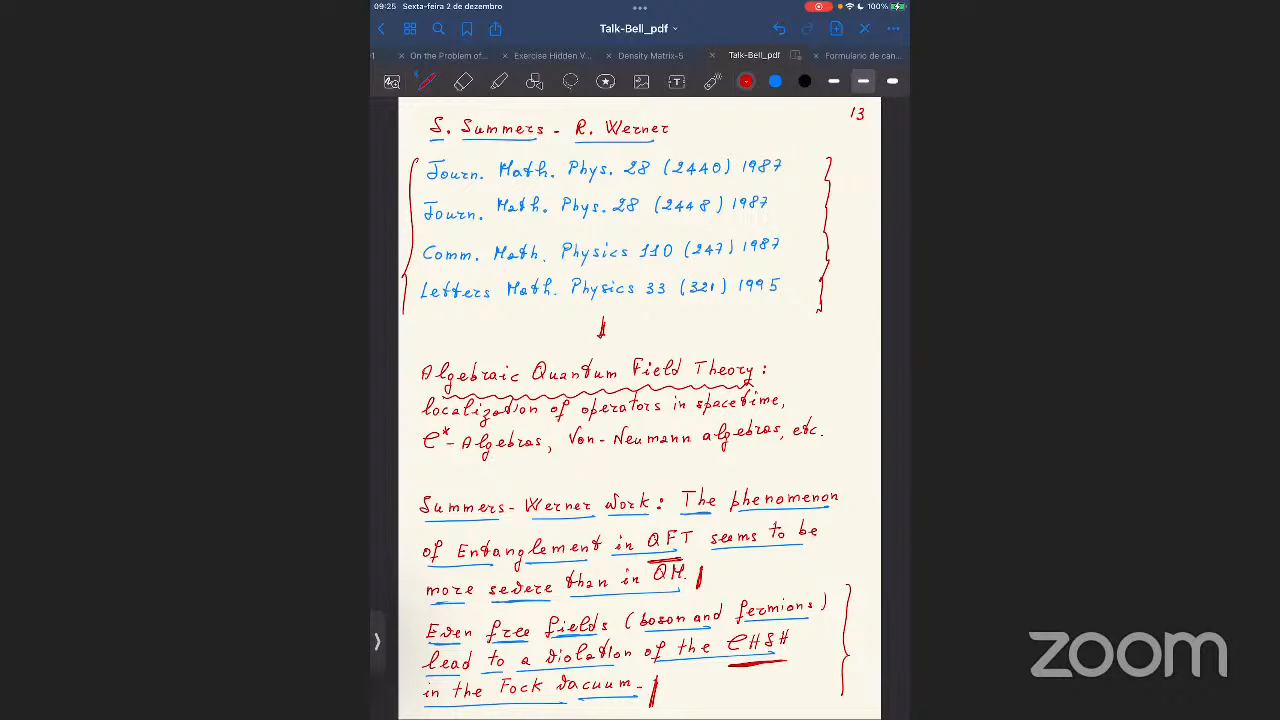 09:25 Sexta-feira 2 de dezembro
100%
Talk-Bell_pdf
On the Problem of...
Exercise Hidden V...
Density Matrix-5
Talk-Bell_pdf
Formulario de can...
13
S. Summers - R. Werner
Journ. Math. Phys. 28 (2440) 1987
Journ. Math. Phys. 28 (2448) 1987
Comm. Math. Physics 110 (247) 1987
Letters Math. Physics 33 (321) 1995
Algebraic Quantum Field Theory:
localization of operators in spacetime,
C*-Algebras, Von-Neumann algebras, etc.
Summers-Werner work: The phenomenon
of Entanglement in QFT seems to be
more severe than in QM.
Even free fields (boson and fermions)
lead to a violation of the CHSH
in the Fock vacuum.
zoom